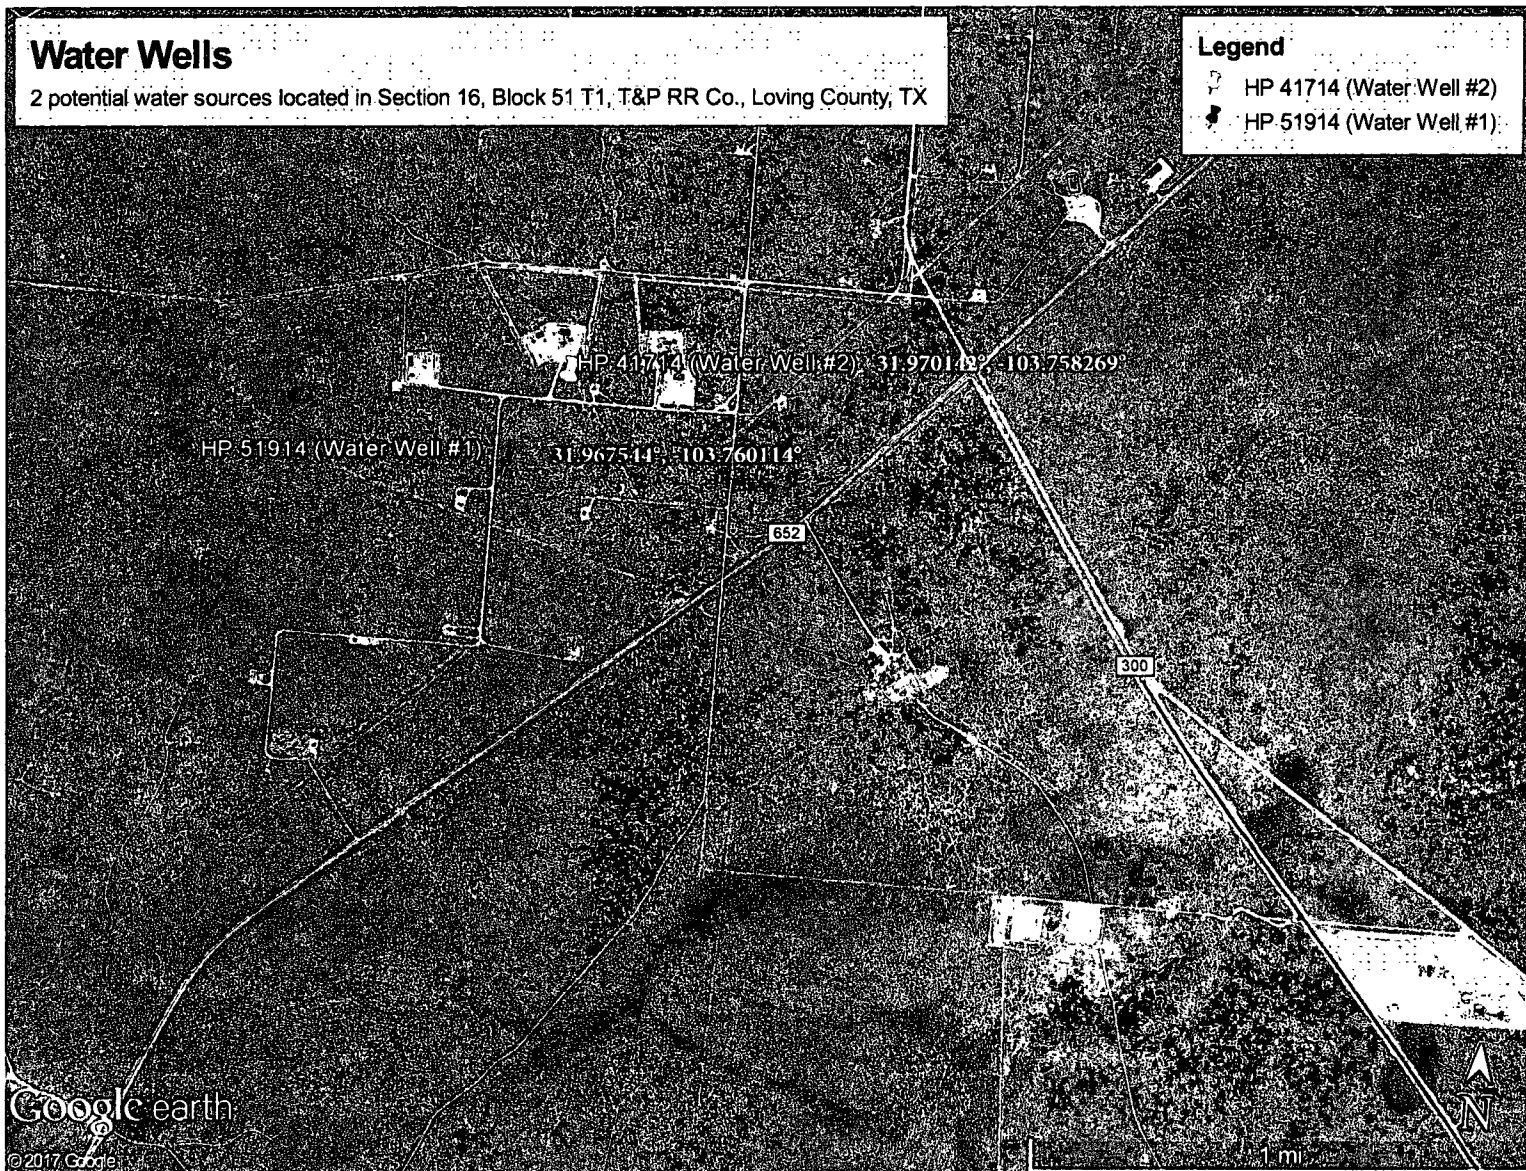 Water Wells
2 potential water sources located in Section 16, Block 51 T1, T&P RR Co., Loving County, TX
Legend
HP 41714 (Water Well #2)
HP 51914 (Water Well #1)
HP 41714 (Water Well #2) 31.970142°, -103.758269°
HP 51914 (Water Well #1) 31.967544°, -103.760114°
652
300
N
Google earth
© 2017 Google
1 mi